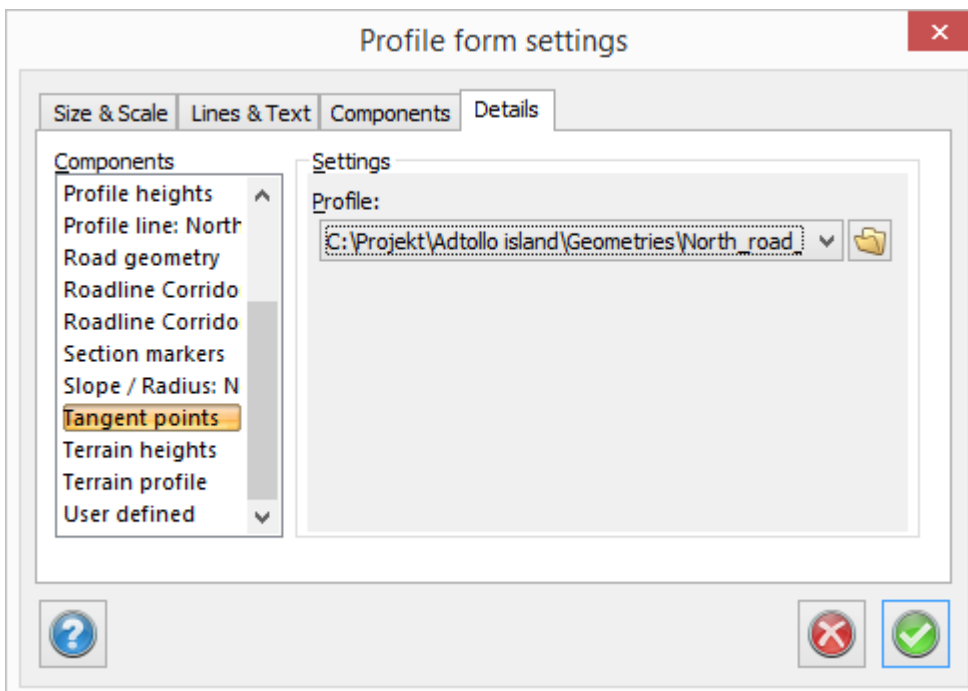 Profile form settings
Size & Scale
Lines & Text
Components
Details
Components
Profile heights
Profile line: North
Road geometry
Roadline Corrido
Roadline Corrido
Section markers
Slope / Radius: N
Tangent points
Terrain heights
Terrain profile
User defined
Settings
Profile:
C:\Projekt\Adtollo island\Geometries\North_road_